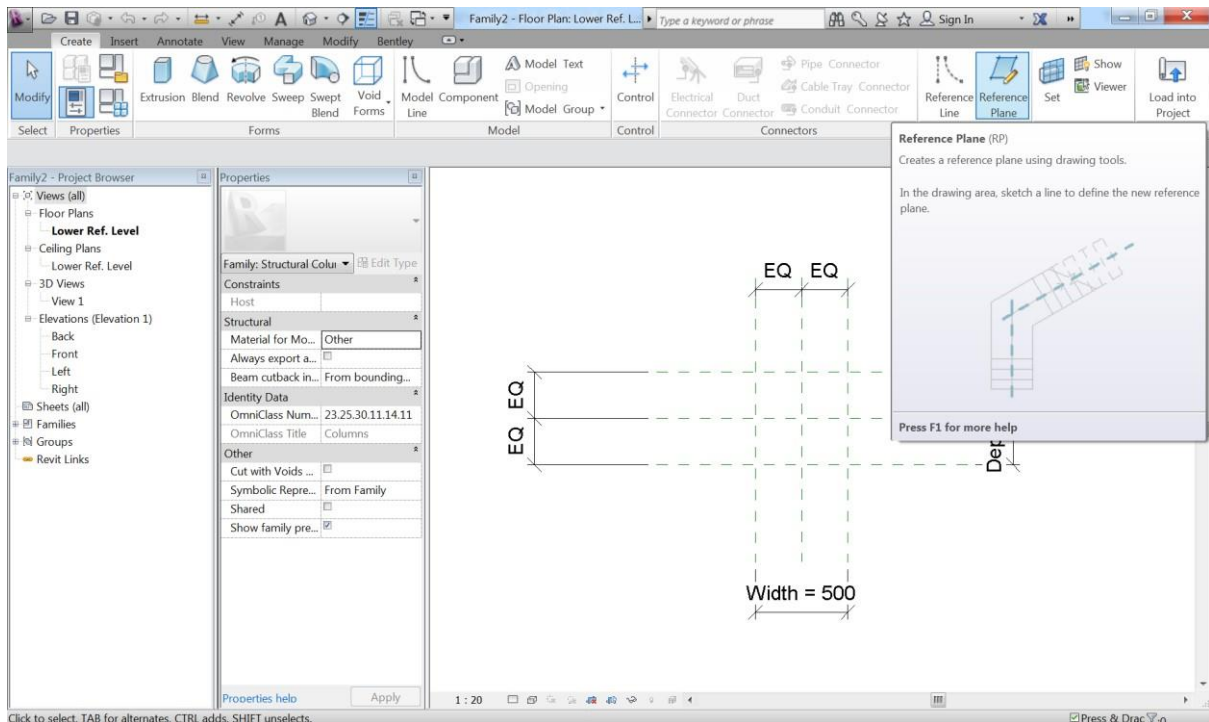 Family2 - Floor Plan: Lower Ref. L...
Type a keyword or phrase
Sign In
Create Insert Annotate View Manage Modify Bentley
Modify
Extrusion Blend Revolve Sweep Swept Blend Void Forms
Model Line Component
Model Text
Opening
Model Group
Control
Electrical Connector Duct Connector
Pipe Connector
Cable Tray Connector
Conduit Connector
Reference Line Reference Plane
Set
Show
Viewer
Load into Project
Select Properties Forms Model Control Connectors
Reference Plane (RP)
Creates a reference plane using drawing tools.
In the drawing area, sketch a line to define the new reference
plane.
Press F1 for more help
Family2 - Project Browser
Views (all)
Floor Plans
Lower Ref. Level
Ceiling Plans
Lower Ref. Level
3D Views
View 1
Elevations (Elevation 1)
Back
Front
Left
Right
Sheets (all)
Families
Groups
Revit Links
Properties
Family: Structural Colu
Edit Type
Constraints
Host
Structural
Material for Mo... Other
Always export a...
Beam cutback in... From bounding...
Identity Data
OmniClass Num... 23.25.30.11.14.11
OmniClass Title Columns
Other
Cut with Voids ...
Symbolic Repre... From Family
Shared
Show family pre...
Properties help
Apply
EQ EQ
EQ
EQ
Dep
Width = 500
1 : 20
Click to select, TAB for alternates, CTRL adds, SHIFT unselects.
Press & Drag
:0